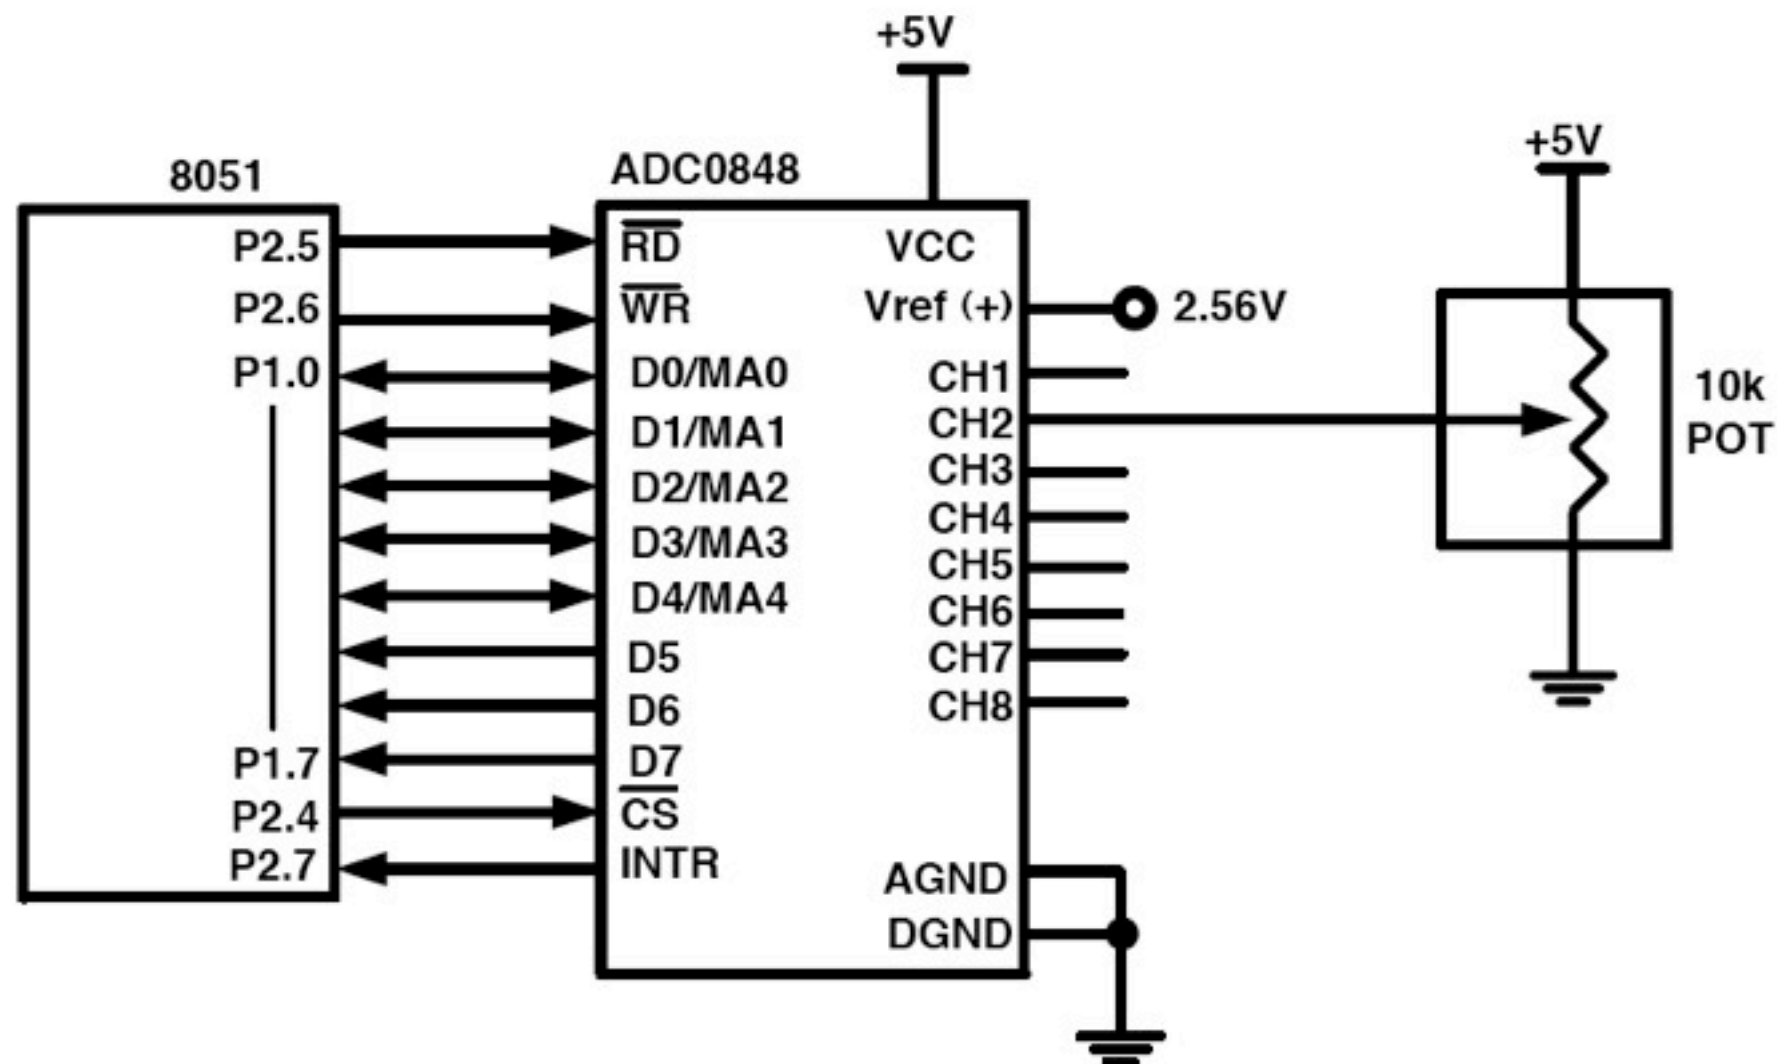 +5V
8051
ADC0848
+5V
P2.5
RD
VCC
P2.6
WR
Vref (+)
2.56V
P1.0
D0/MA0
CH1
10k
POT
D1/MA1
CH2
D2/MA2
CH3
D3/MA3
CH4
D4/MA4
CH5
D5
CH6
D6
CH7
P1.7
D7
CH8
P2.4
CS
P2.7
INTR
AGND
DGND